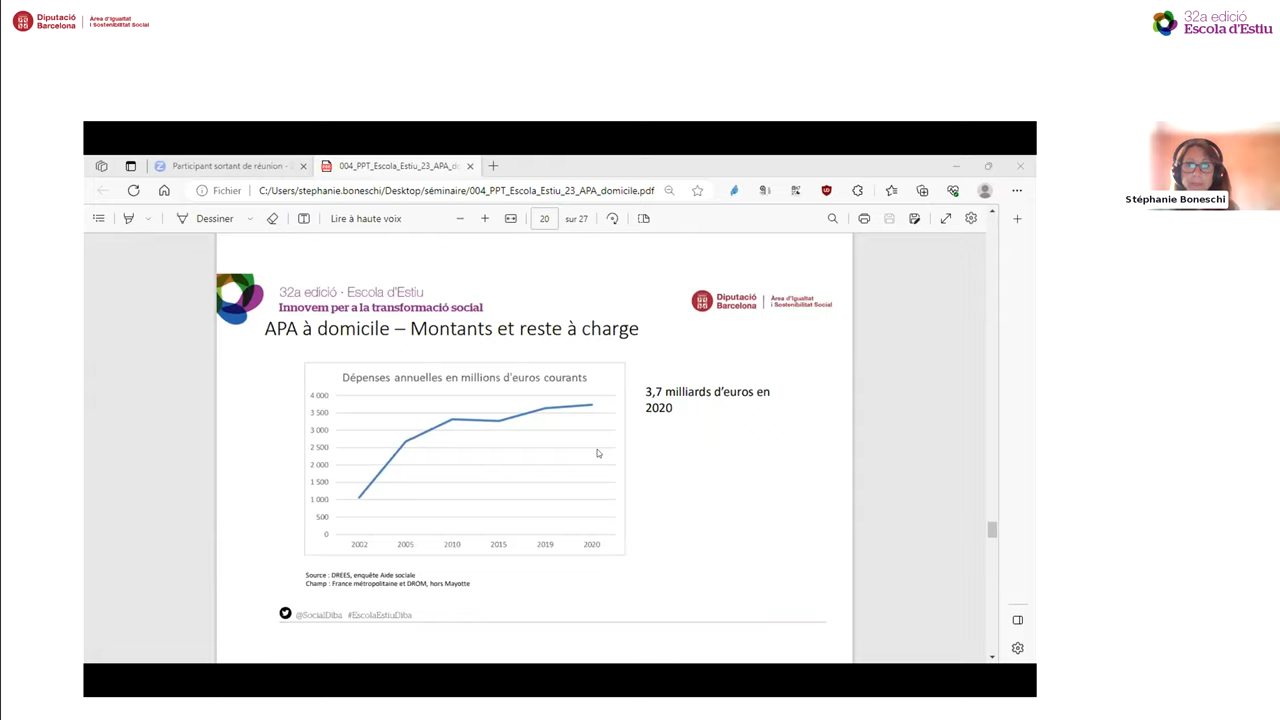 Diputació
Barcelona
Àrea d'Igualtat
i Sostenibilitat Social
32a edició
Escola d'Estiu
Participant sortant de réunion -
004_PPT_Escola_Estiu_23_APA_do
Fichier
C:/Users/stephanie.boneschi/Desktop/séminaire/004_PPT_Escola_Estiu_23_APA_domicile.pdf
Dessiner
Lire à haute voix
20
sur 27
32a edició · Escola d'Estiu
Innovem per a la transformació social
Diputació
Barcelona
Àrea d'Igualtat
i Sostenibilitat Social
APA à domicile – Montants et reste à charge
Dépenses annuelles en millions d'euros courants
4 000
3 500
3 000
2 500
2 000
1 500
1 000
500
0
2002 2005 2010 2015 2019 2020
3,7 milliards d'euros en
2020
Source : DREES, enquête Aide sociale
Champ : France métropolitaine et DROM, hors Mayotte
@SocialDiba #EscolaEstiuDiba
Stéphanie Boneschi